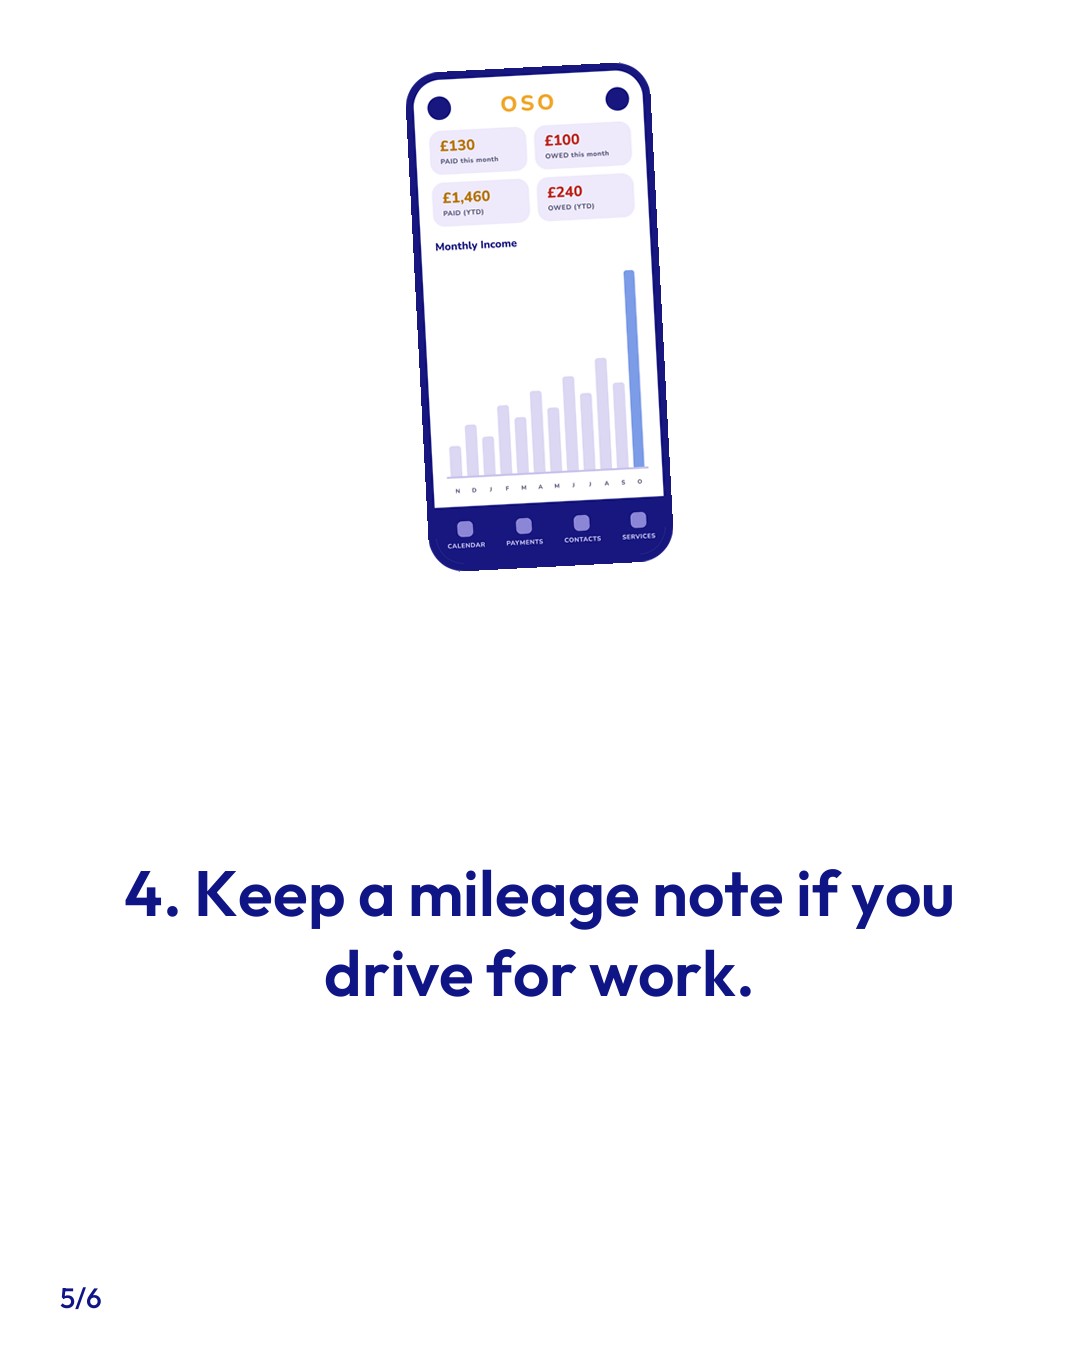 OSO
£130
PAID this month
£100
OWED this month
£1,460
PAID (YTD)
£240
OWED (YTD)
Monthly Income
N D J F M A M J J A S O
CALENDAR PAYMENTS CONTACTS SERVICES
4. Keep a mileage note if you
drive for work.
5/6